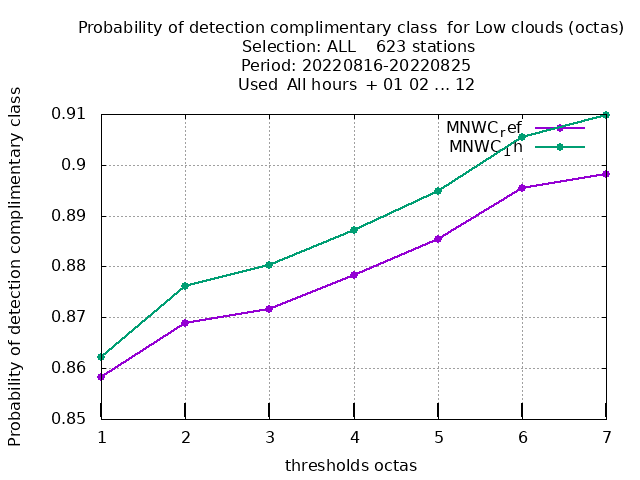 Probability of detection complimentary class  for Low clouds (octas)
Selection: ALL    623 stations
Period: 20220816-20220825
Used  All hours  + 01 02 ... 12
Probability of detection complimentary class
0.91
0.9
0.89
0.88
0.87
0.86
0.85
MNWCref
MNWC1h
1 2 3 4 5 6 7
thresholds octas